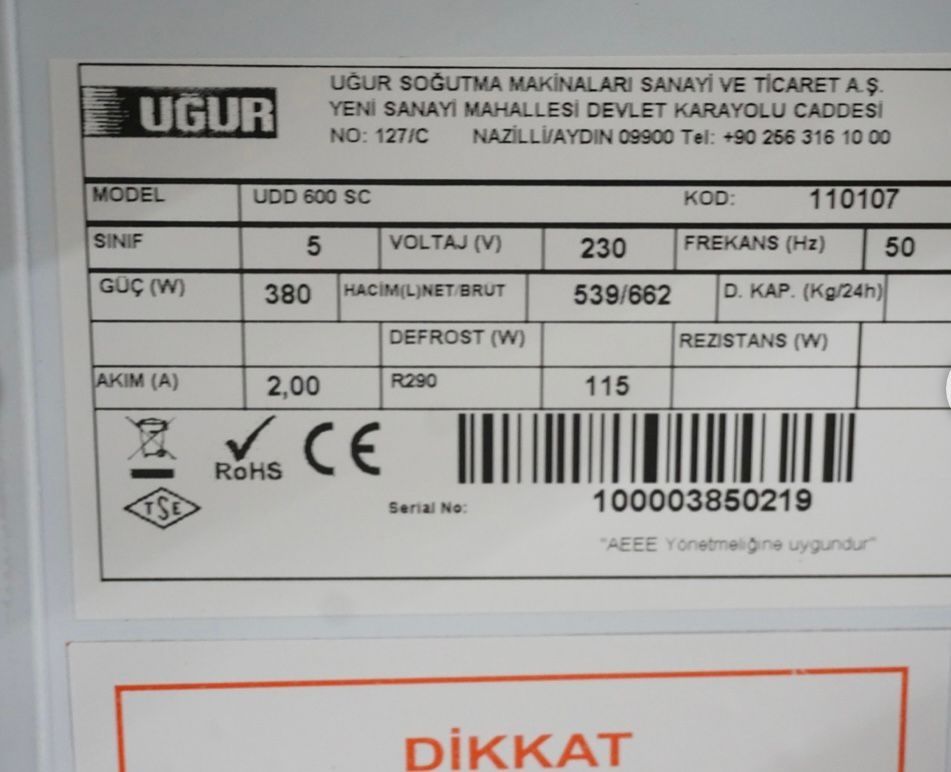 UĞUR
UĞUR SOĞUTMA MAKİNALARI SANAYİ VE TİCARET A.Ş.
YENİ SANAYİ MAHALLESİ DEVLET KARAYOLU CADDESİ
NO: 127/C NAZİLLİ/AYDIN 09900 Tel: +90 256 316 10 00
MODEL UDD 600 SC KOD: 110107
SINIF 5 VOLTAJ (V) 230 FREKANS (Hz) 50
GÜÇ (W) 380 HACİM(L)NET/BRUT 539/662 D. KAP. (Kg/24h)
DEFROST (W) REZISTANS (W)
AKIM (A) 2,00 R290 115
RoHS CE
TSE
Serial No: 100003850219
"AEEE Yönetmeliğine uygundur"
DİKKAT